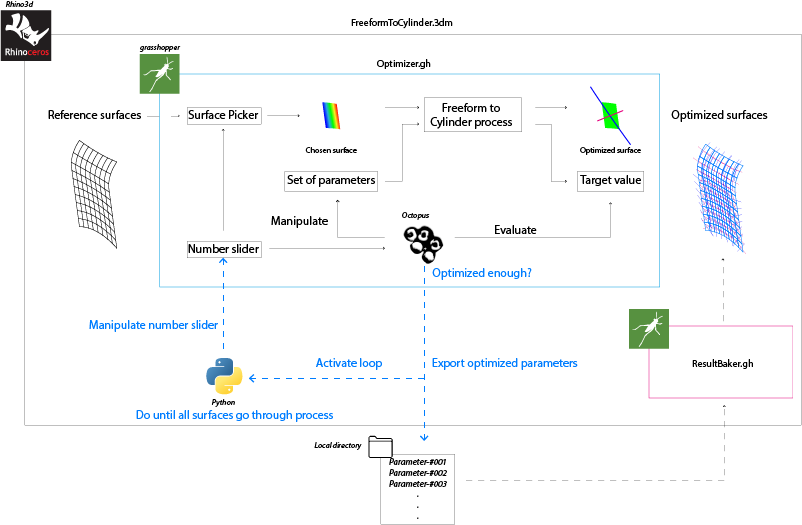 Rhino3d
Rhinoceros
FreeformToCylinder.3dm
grasshopper
Optimizer.gh
Reference surfaces
Surface Picker
Chosen surface
Freeform to
Cylinder process
Optimized surface
Optimized surfaces
Set of parameters
Target value
Manipulate
Octopus
Evaluate
Number slider
Optimized enough?
Manipulate number slider
Activate loop
Export optimized parameters
ResultBaker.gh
Python
Do until all surfaces go through process
Local directory
Parameter-#001
Parameter-#002
Parameter-#003
.
.
.